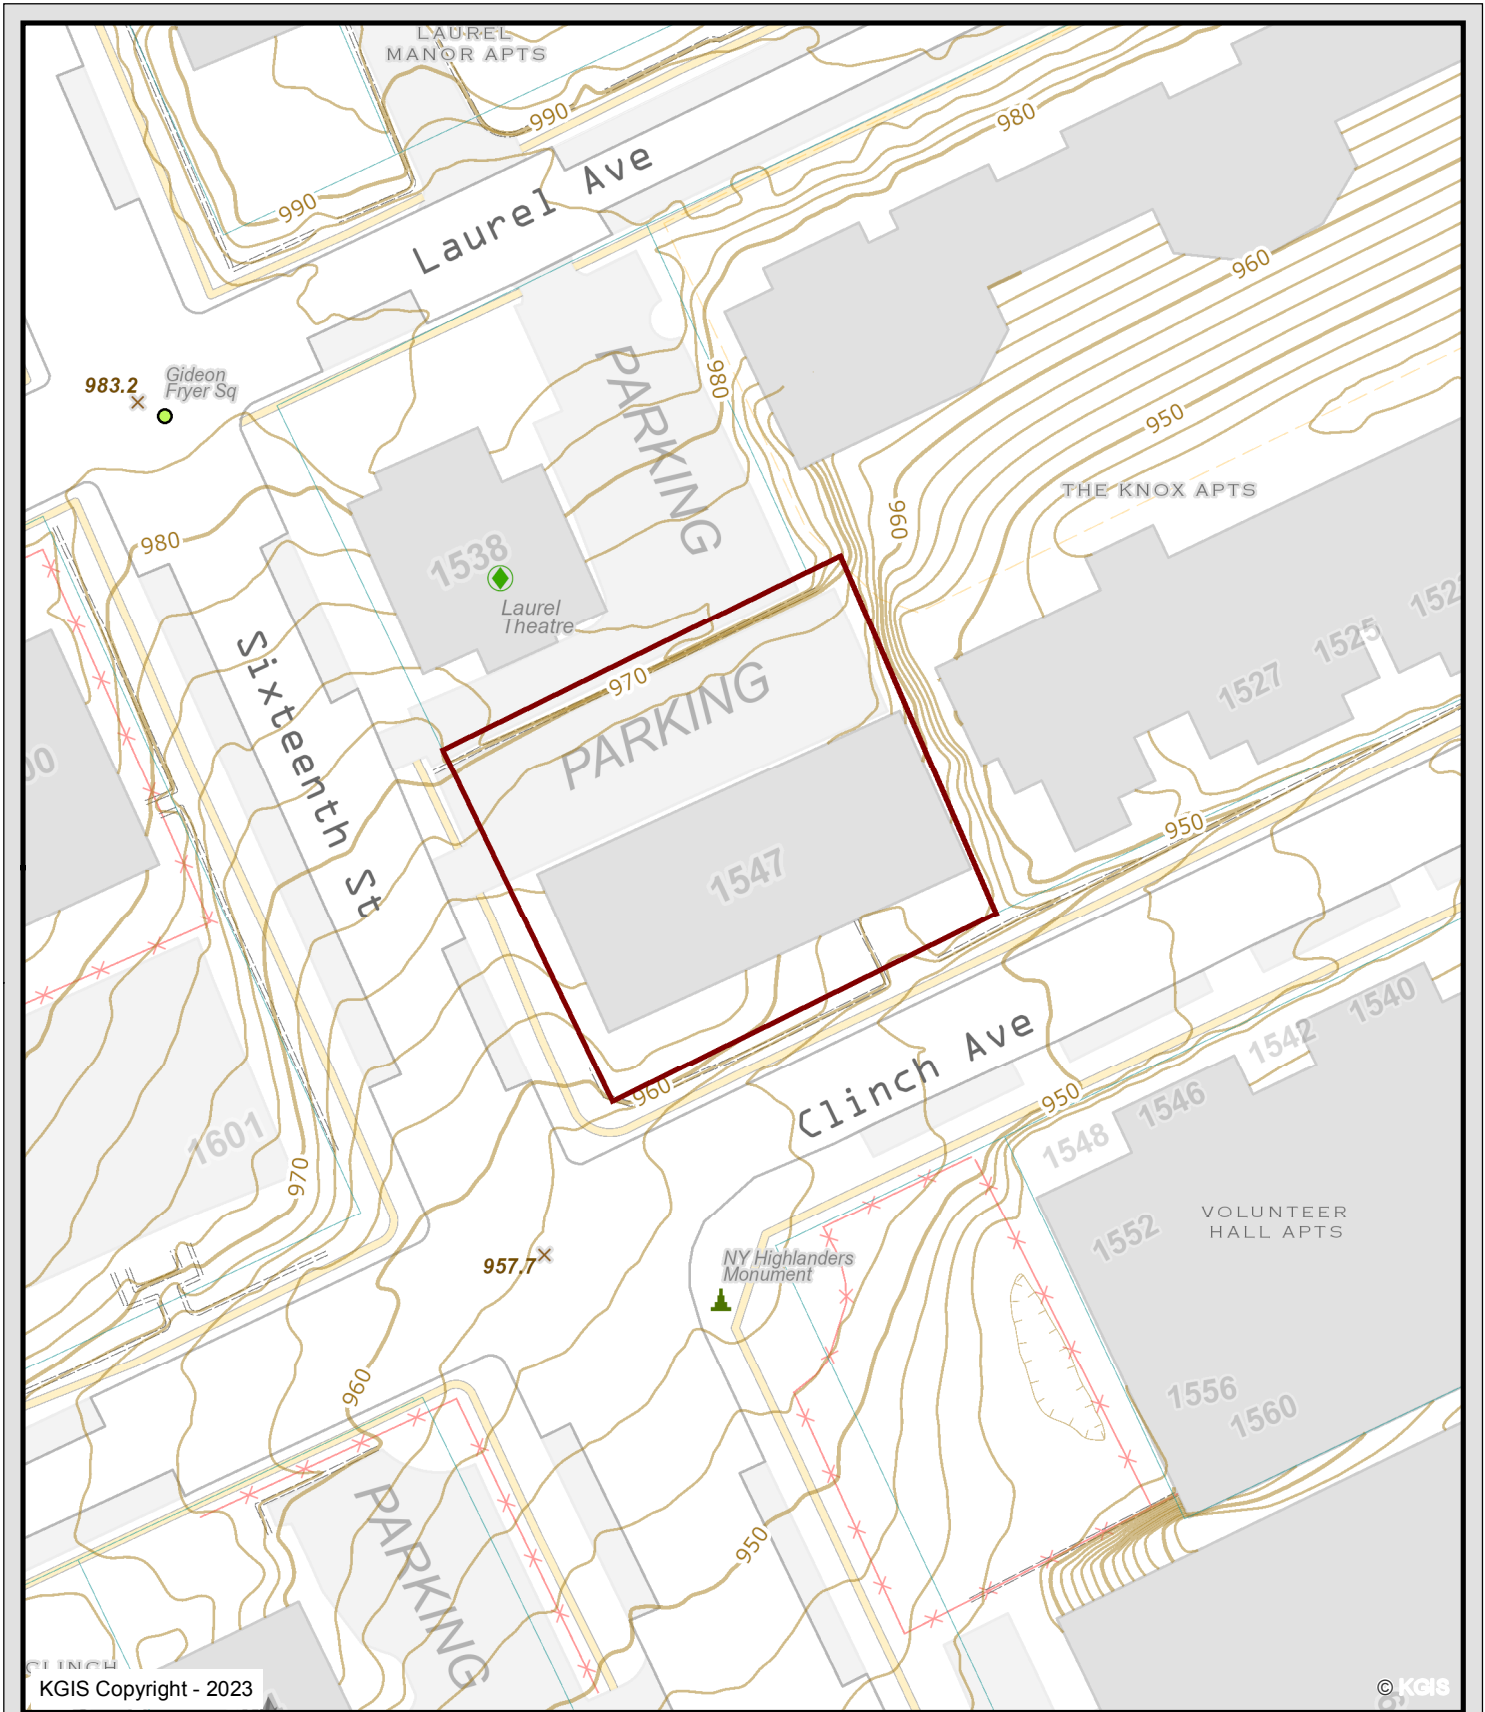 LAUREL
MANOR APTS
990
Laurel Ave
980
990
960
Gideon
Fryer Sq
983.2
PARKING
980
950
THE KNOX APTS
960
980
1538
Laurel
Theatre
1525
1527
Sixteenth St
970
PARKING
950
1547
Clinch Ave
1540
1542
1546
1548
950
960
1601
970
VOLUNTEER
HALL APTS
1552
957.7
NY Highlanders
Monument
960
1556
1560
950
PARKING
CLINCH
KGIS Copyright - 2023
© KGIS